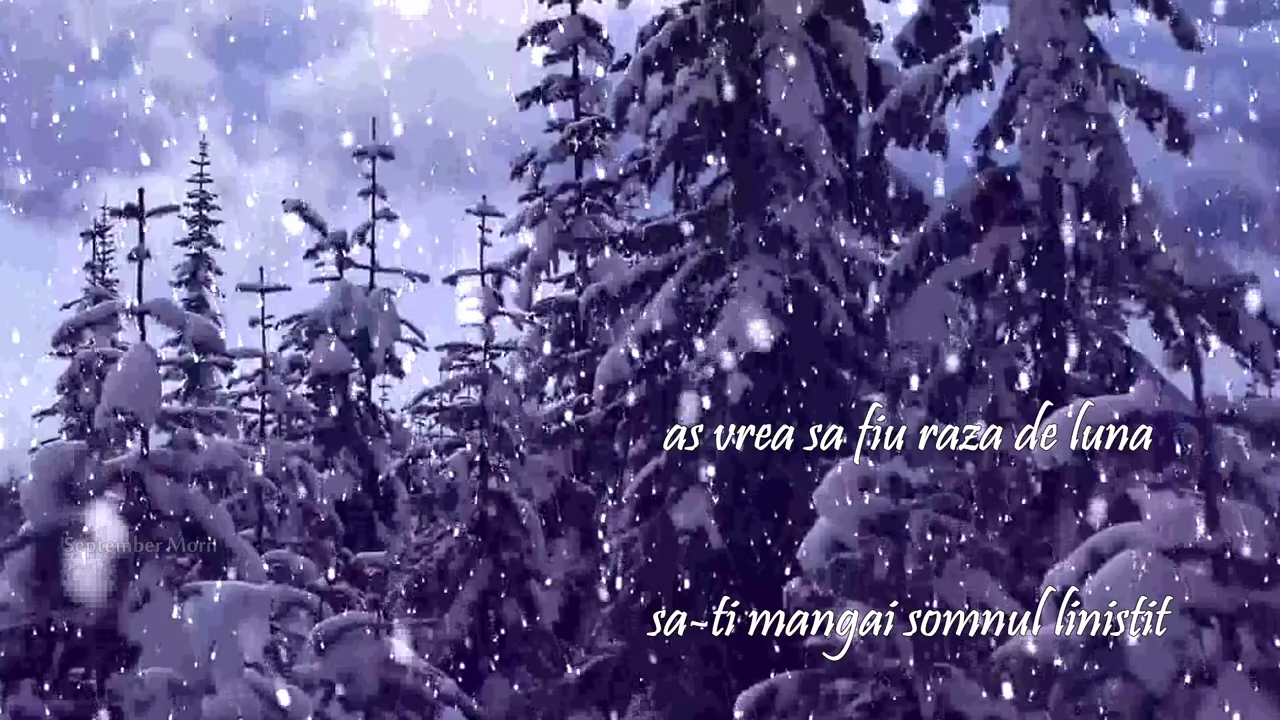 as vrea sa fiu raza de luna
September Morn
sa-ti mangai somnul linistit